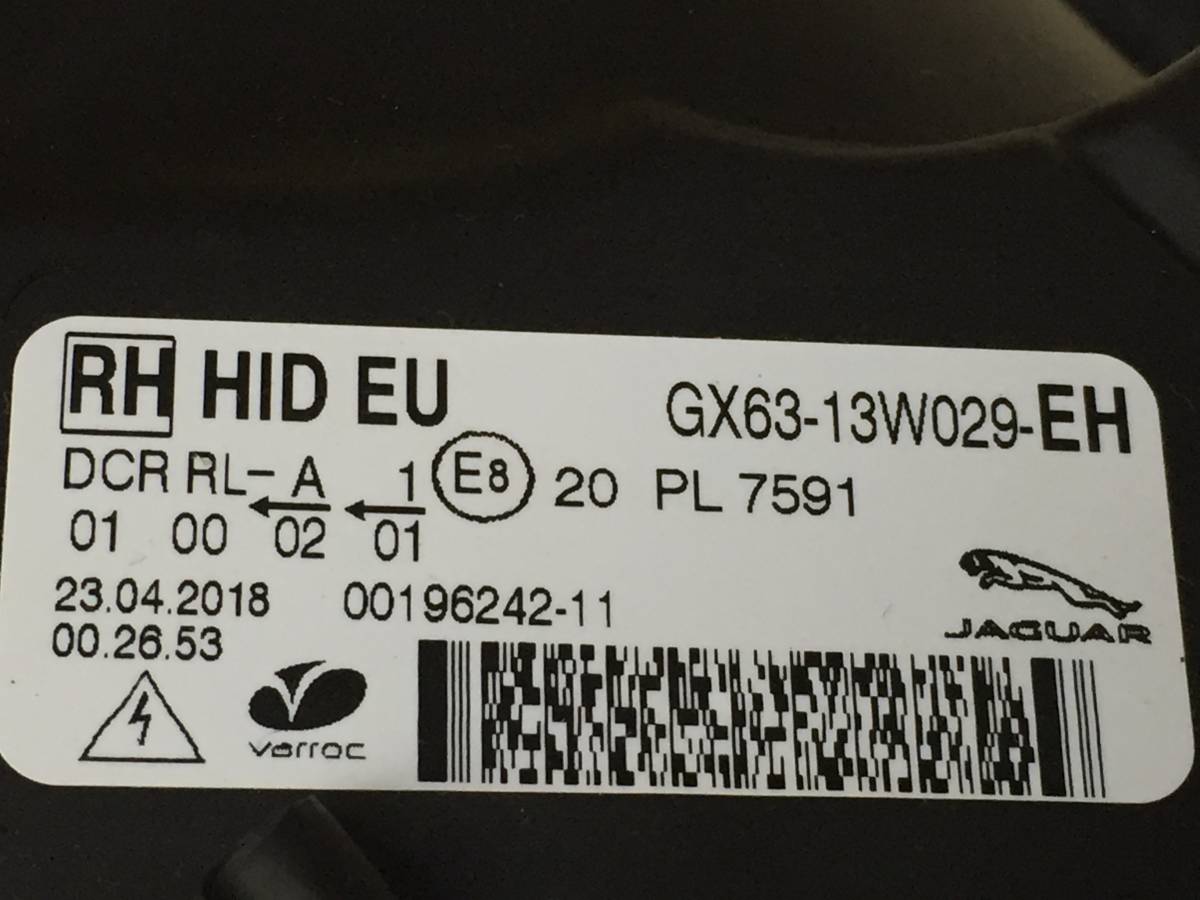 RH HID EU GX63-13W029-EH
DCR RL- A 1 E8 20 PL 7591
01 00 02 01
23.04.2018 00196242-11
00.26.53
JAGUAR
varroc